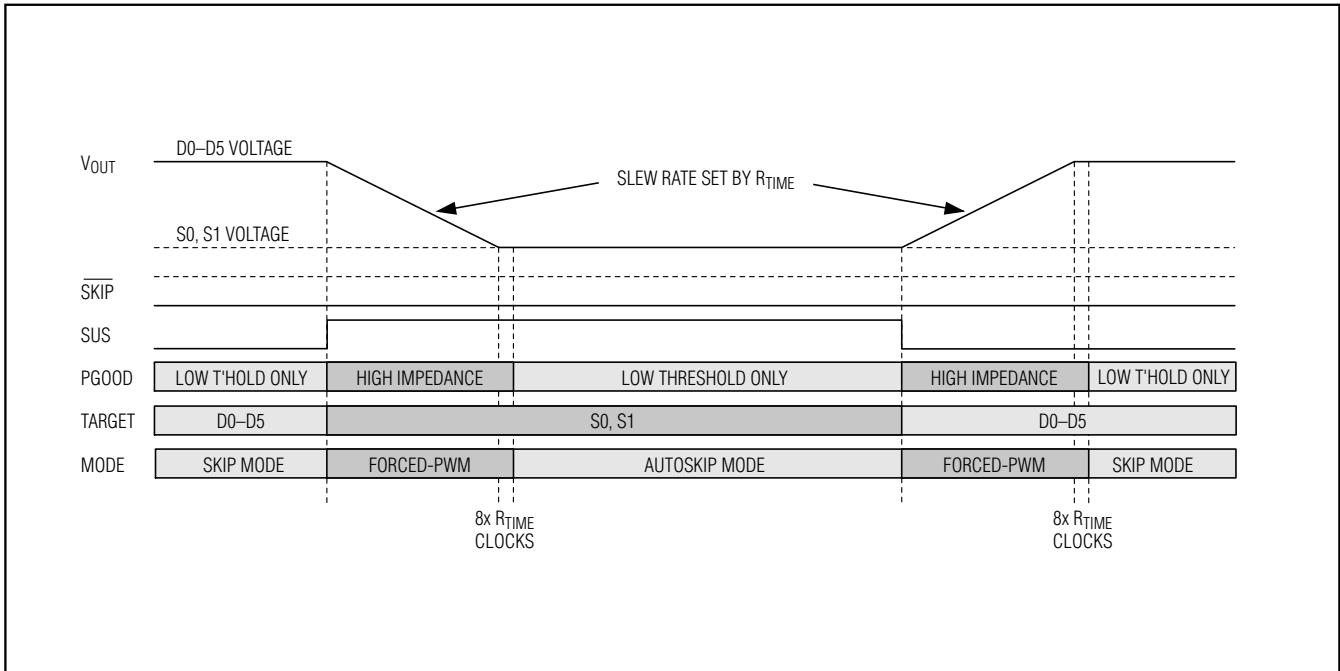 D0–D5 VOLTAGE
VOUT
SLEW RATE SET BY RTIME
S0, S1 VOLTAGE
SKIP
SUS
PGOOD LOW T'HOLD ONLY HIGH IMPEDANCE LOW THRESHOLD ONLY HIGH IMPEDANCE LOW T'HOLD ONLY
TARGET D0–D5 S0, S1 D0–D5
MODE SKIP MODE FORCED-PWM AUTOSKIP MODE FORCED-PWM SKIP MODE
8x RTIME
CLOCKS
8x RTIME
CLOCKS